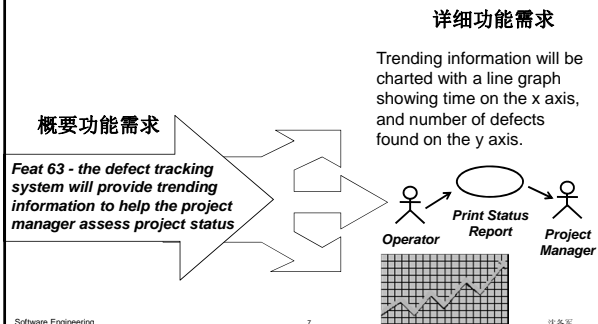 详细功能需求
Trending information will be
charted with a line graph
showing time on the x axis,
and number of defects
found on the y axis.
概要功能需求
Feat 63 - the defect tracking
system will provide trending
information to help the project
manager assess project status
Operator
Print Status
Report
Project
Manager
Software Engineering
7